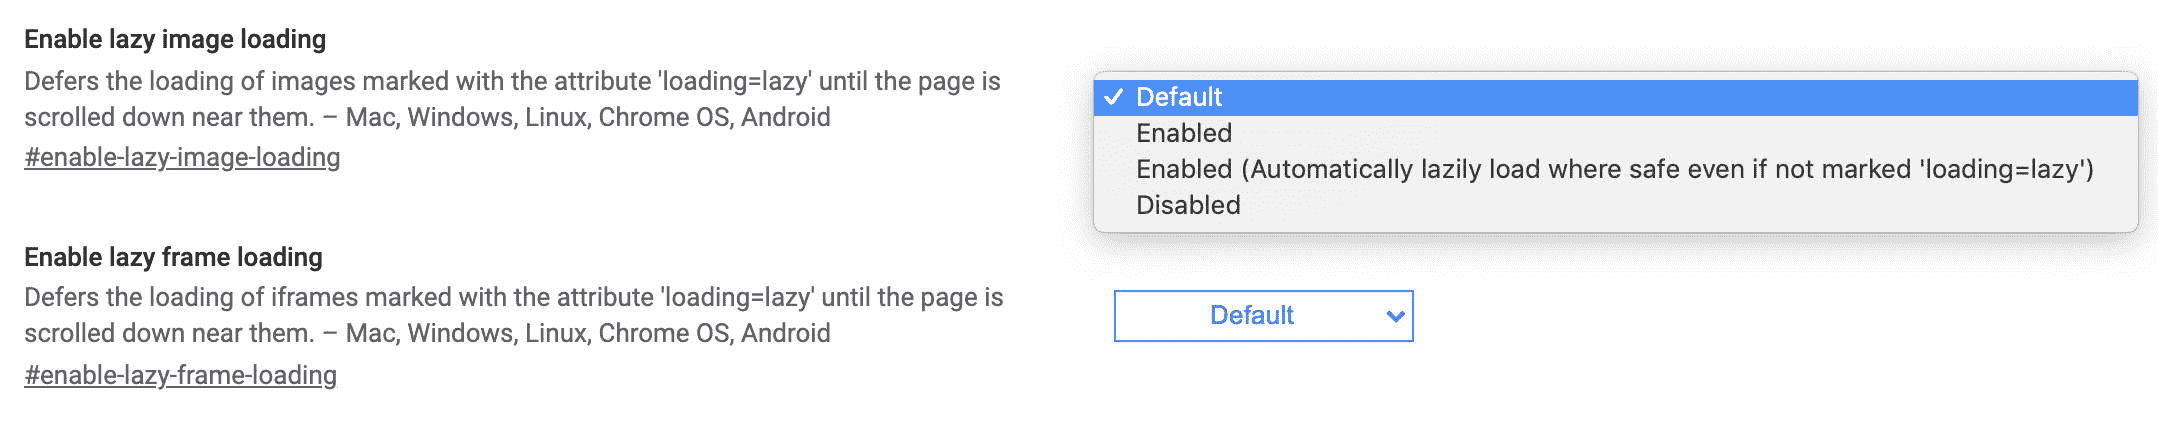 Enable lazy image loading
Defers the loading of images marked with the attribute 'loading=lazy' until the page is
scrolled down near them. – Mac, Windows, Linux, Chrome OS, Android
#enable-lazy-image-loading
✓ Default
Enabled
Enabled (Automatically lazily load where safe even if not marked 'loading=lazy')
Disabled
Enable lazy frame loading
Defers the loading of iframes marked with the attribute 'loading=lazy' until the page is
scrolled down near them. – Mac, Windows, Linux, Chrome OS, Android
#enable-lazy-frame-loading
Default